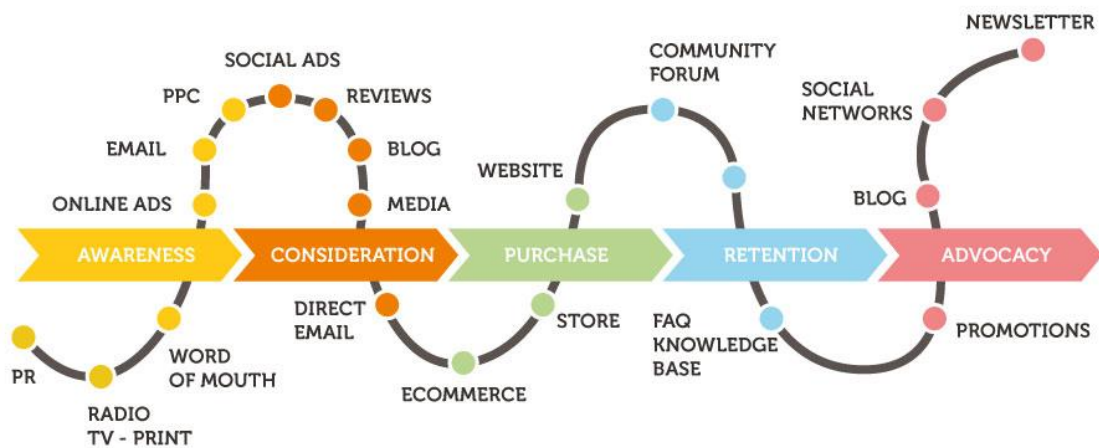 NEWSLETTER
COMMUNITY
FORUM
SOCIAL ADS
SOCIAL
NETWORKS
PPC
REVIEWS
EMAIL
BLOG
WEBSITE
ONLINE ADS
MEDIA
BLOG
AWARENESS
CONSIDERATION
PURCHASE
RETENTION
ADVOCACY
DIRECT
EMAIL
STORE
FAQ
KNOWLEDGE
BASE
PROMOTIONS
PR
WORD
OF MOUTH
ECOMMERCE
RADIO
TV - PRINT